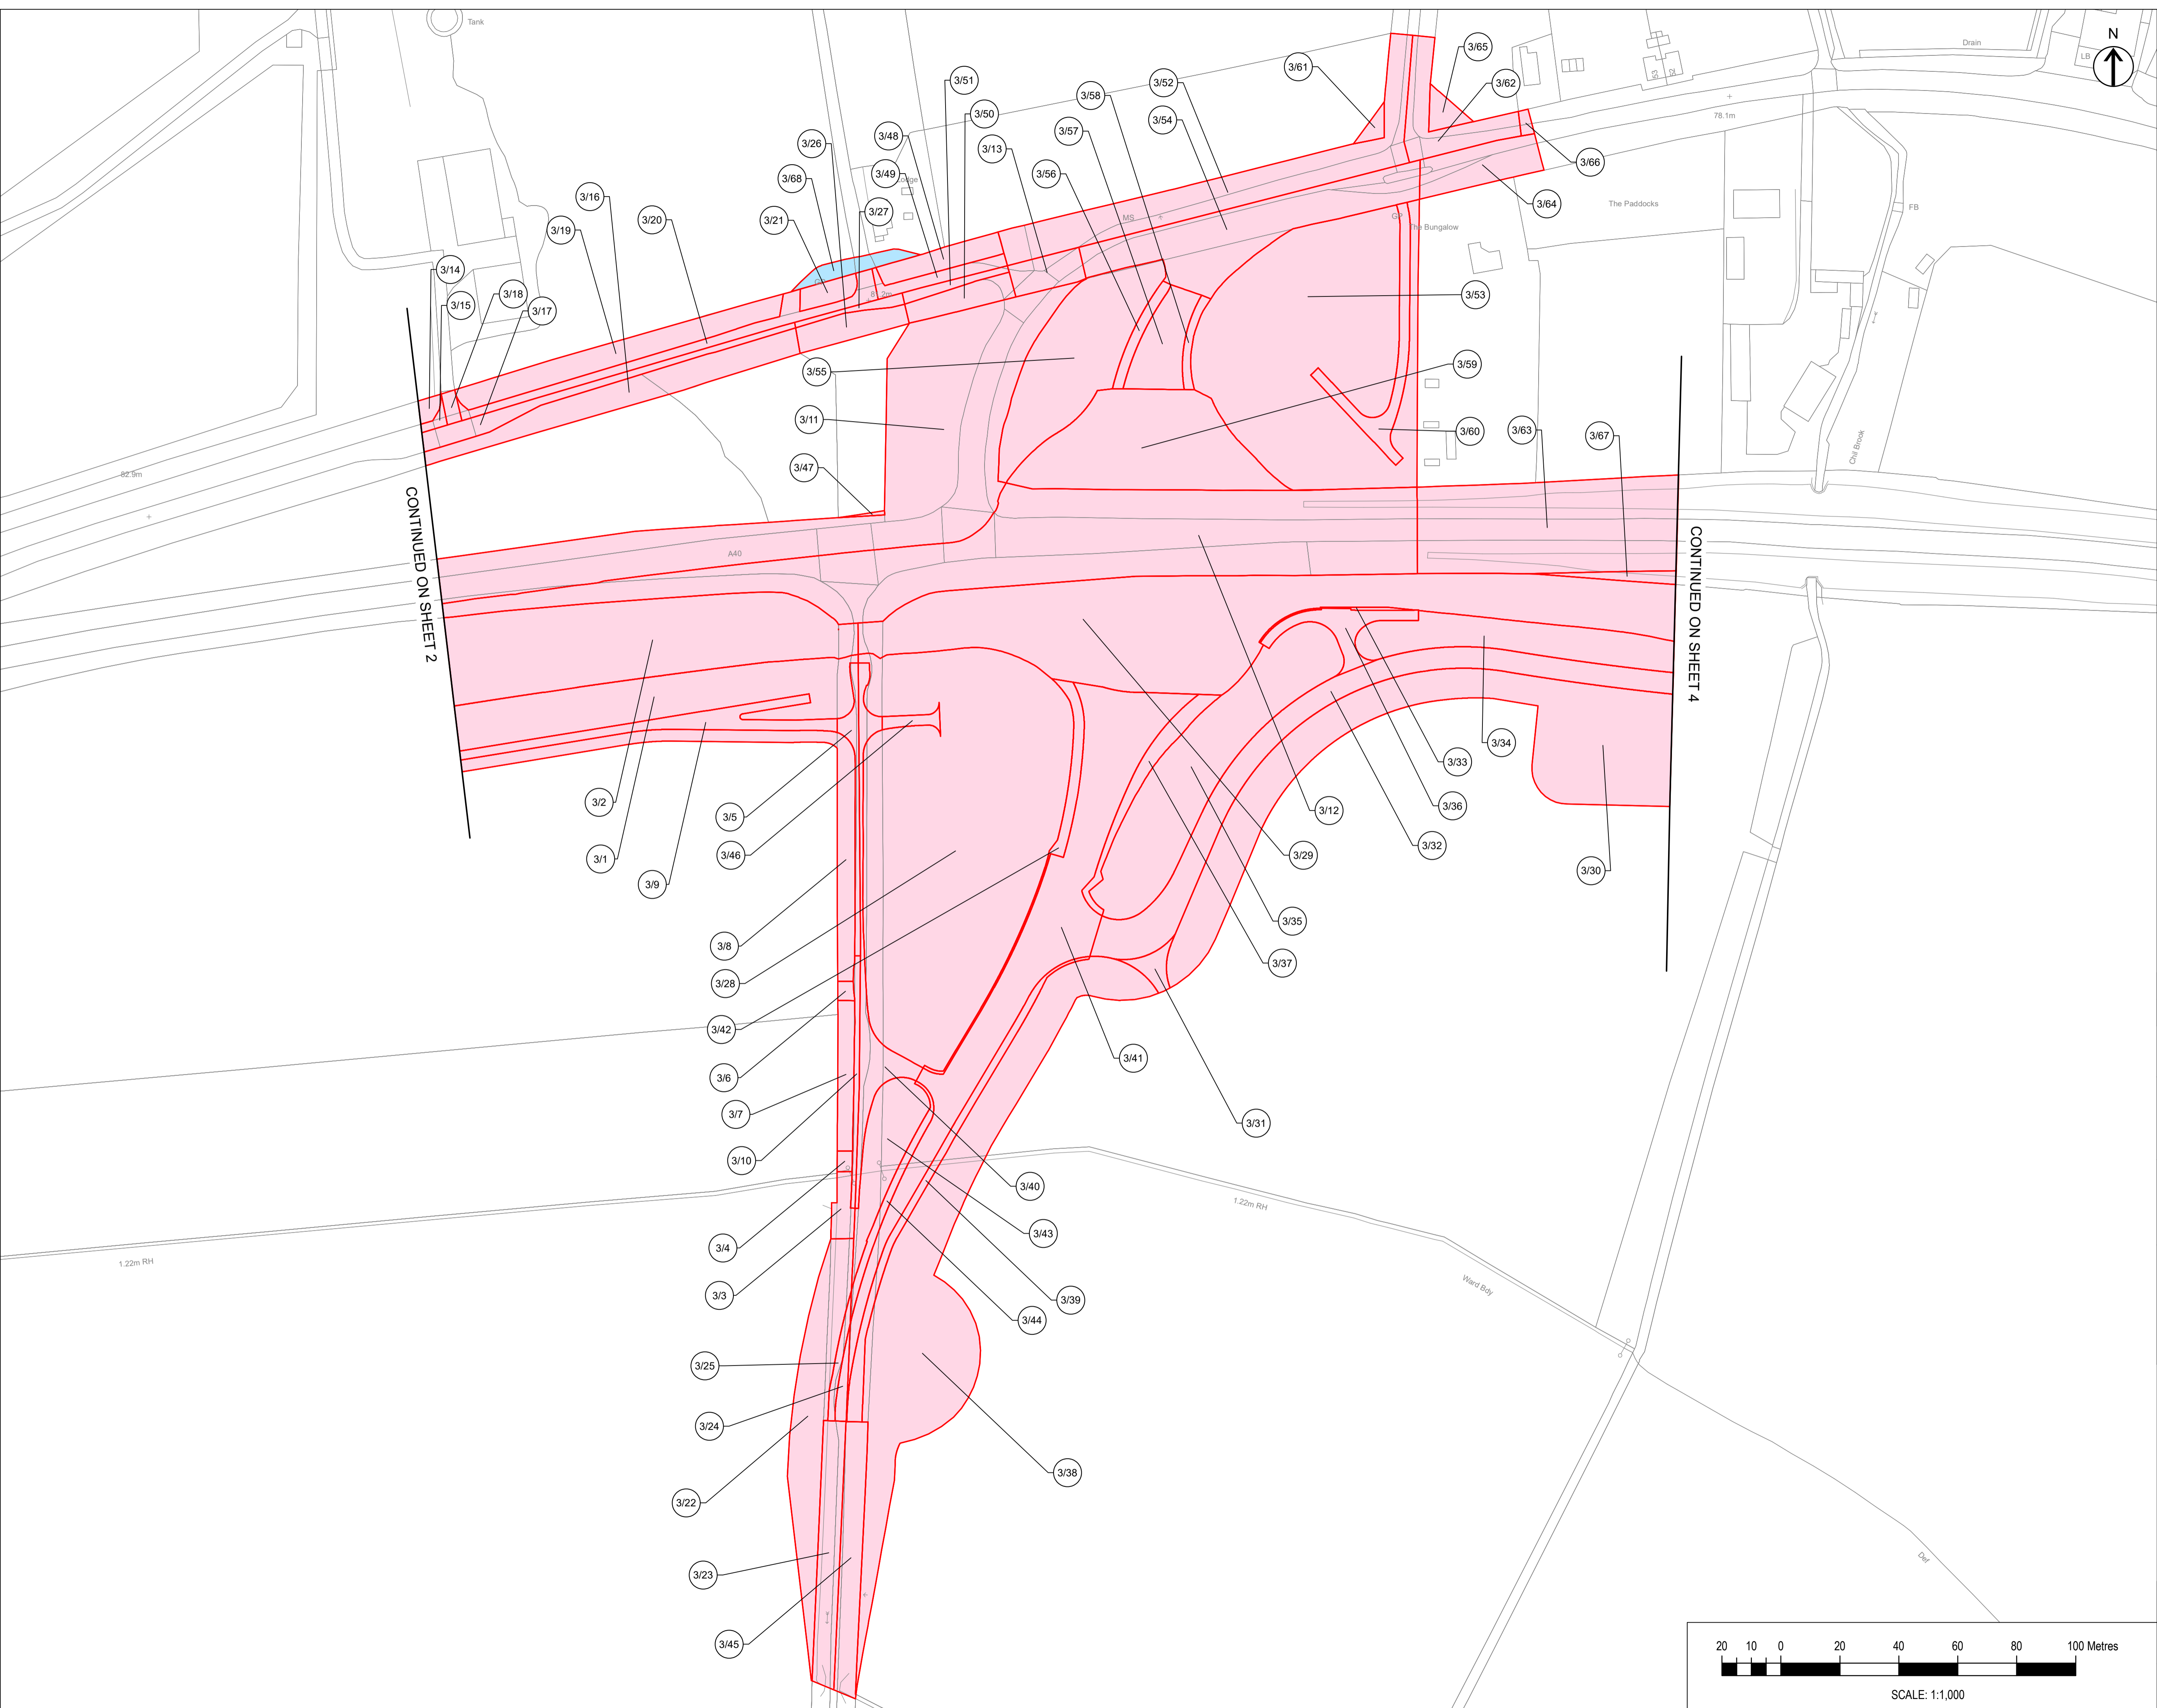 Tank
Drain
LB
N
3/65
3/61
3/62
53
52
3/51
3/58
3/52
3/50
3/54
78.1m
3/26
3/48
3/57
3/13
3/49
3/56
3/66
Lodge
3/68
3/16
3/27
3/64
The Paddocks
FB
3/21
3/20
MS
GP
The Bungalow
3/19
3/14
3/18
GP
81.2m
3/53
3/15
3/17
3/55
3/59
3/11
3/60
3/63
3/67
Chil Brook
82.9m
3/47
CONTINUED ON SHEET 2
A40
CONTINUED ON SHEET 4
3/34
3/33
3/2
3/36
3/12
3/5
3/32
3/46
3/29
3/1
3/30
3/9
3/35
3/8
3/37
3/28
3/42
3/41
3/6
3/7
3/31
3/10
3/40
1.22m RH
3/43
3/4
1.22m RH
3/3
Ward Bdy
3/39
3/44
3/25
3/24
3/38
3/22
Def
3/23
3/45
20 10 0 20 40 60 80 100 Metres
SCALE: 1:1,000